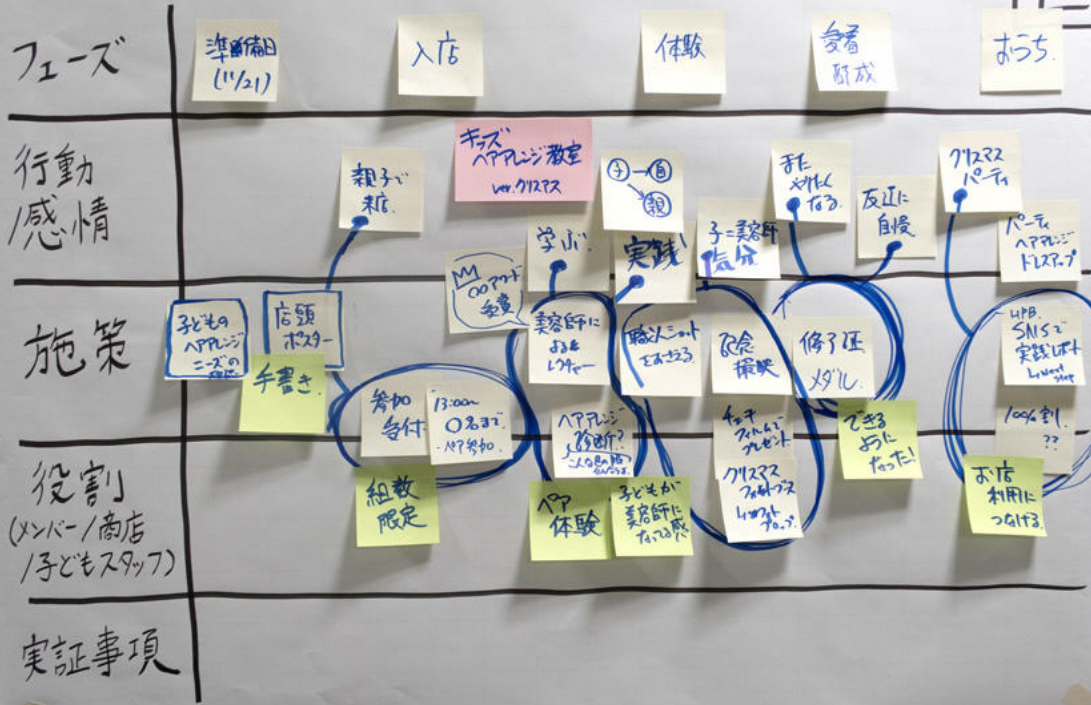 フェーズ
準備日
(11/21)
入店
体験
愛着
醸成
おうち
行動
/感情
親子で
来店
キッズ
ヘアアレンジ教室
ver.クリスマス
学ぶ
子→自
親
実践!
子=美容師
気分
また
やりたく
なる
友達に
自慢
クリスマス
パーティ
パーティ
ヘアアレンジ
ドレスアップ
施策
子どもの
ヘアアレンジ
ニーズの
店頭
ポスター
手書き
〇〇アワード
受賞
参加
受付
13:00〜
〇名まで
ペア参加
組数
限定
美容師に
よる
レクチャー
ヘアアレンジ
診断?
ペア
体験
職人ショット
をおさえる
子どもが
美容師に
なってる感
記念
撮影
チェキ
フィルムで
プレゼント
クリスマス
フォトブース
修了証
メダル
できる
ように
なった!
HPB.
SNSで
実践レポート
next
step
10%割
??
お店
利用に
つなげる
役割
(メンバー/商店
/子どもスタッフ)
実証事項